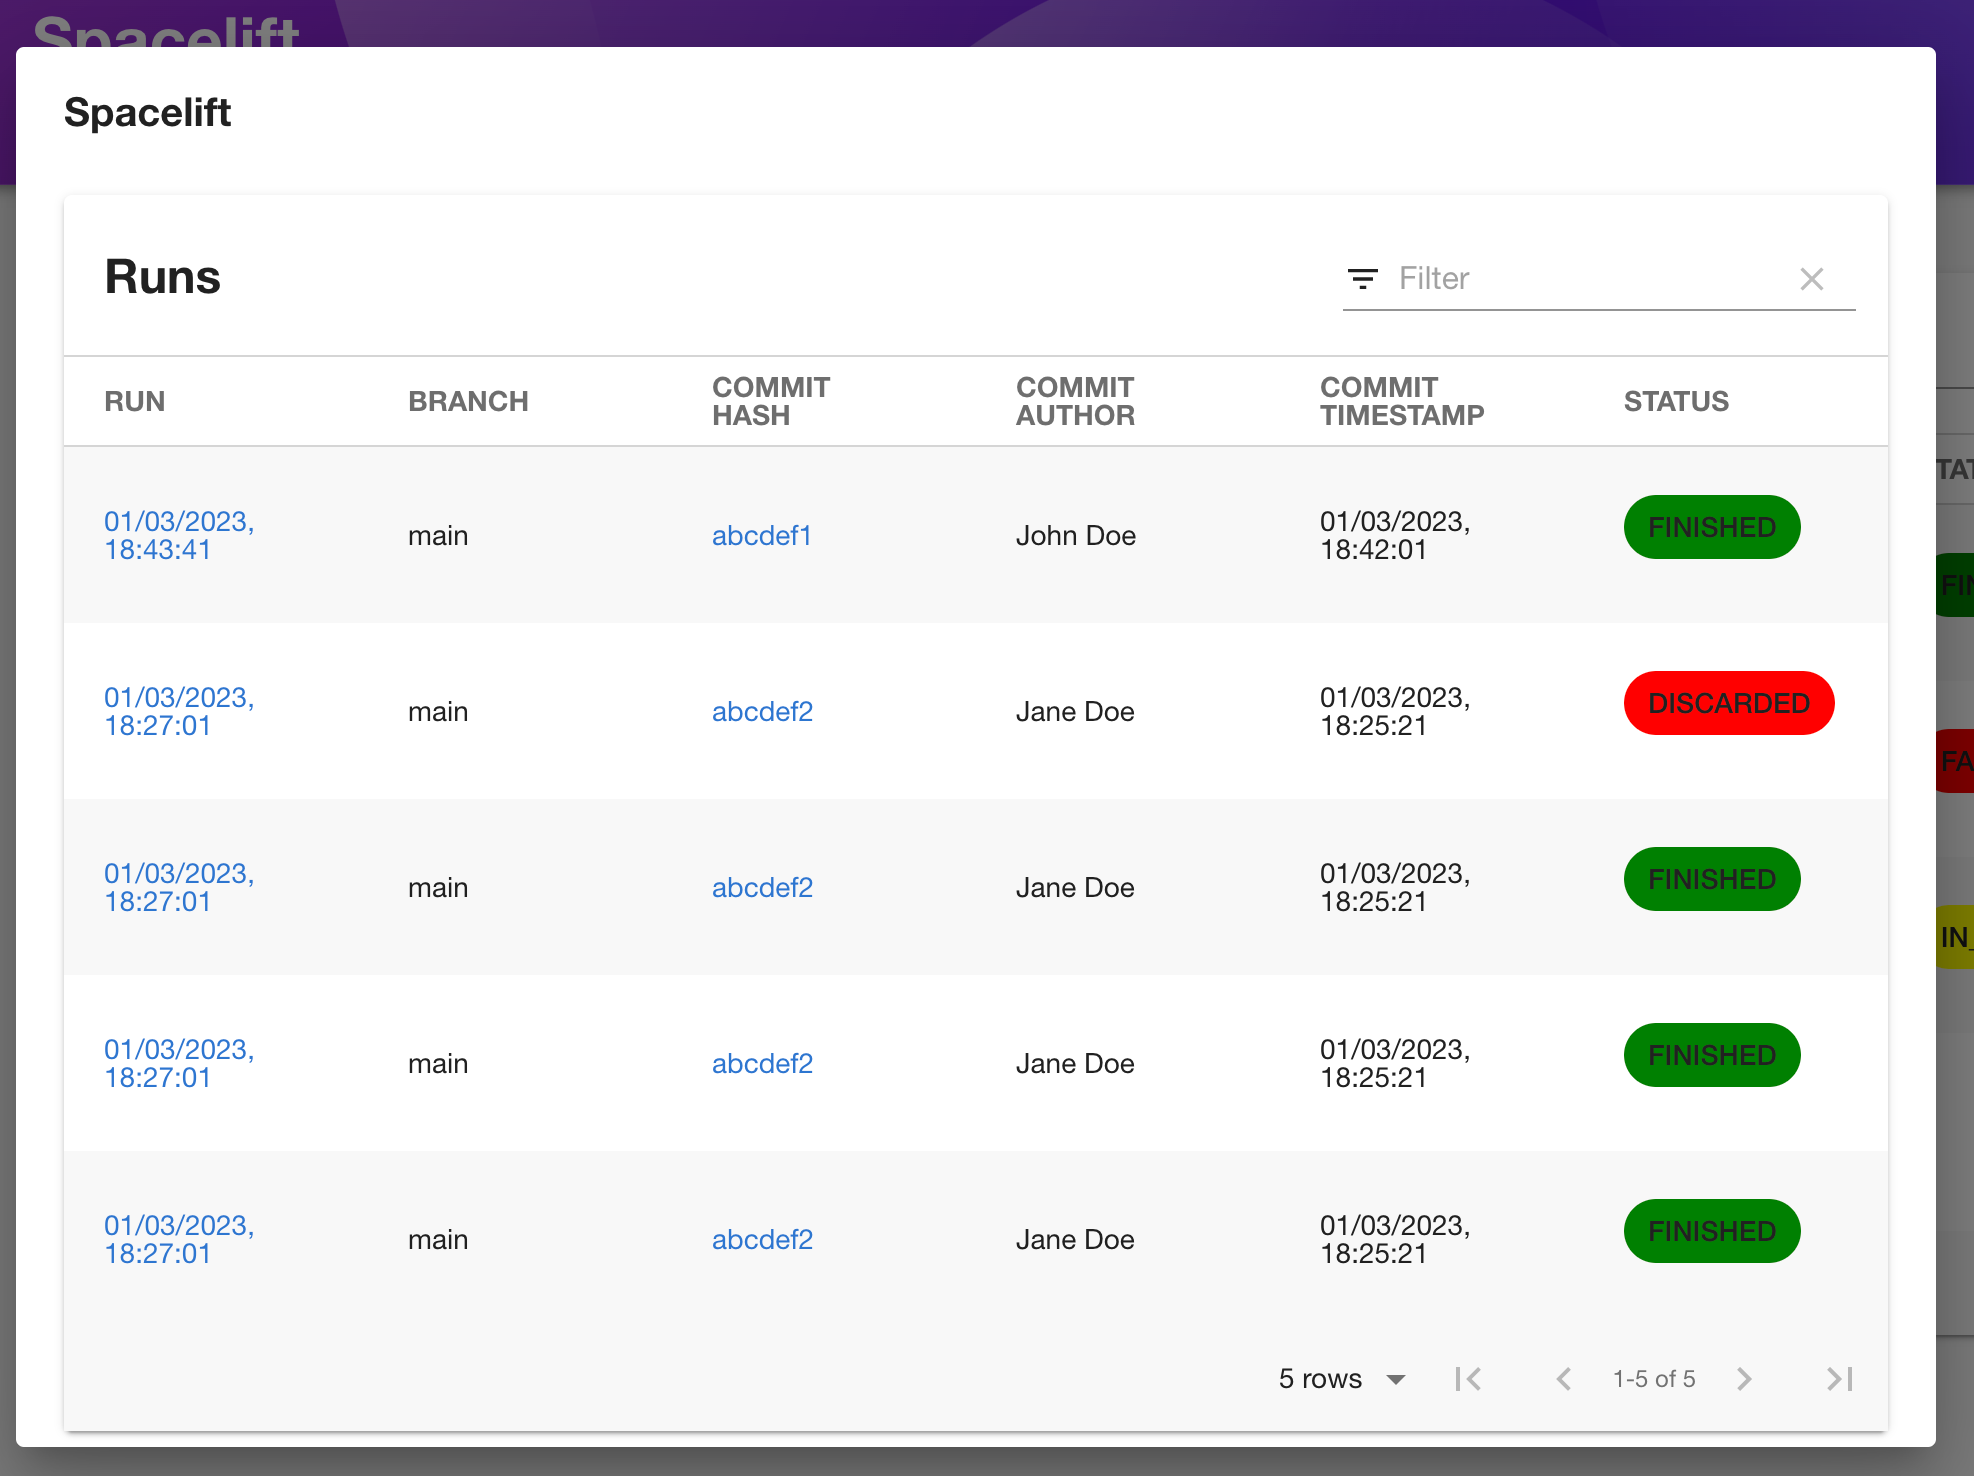 Spacelift
Spacelift
Runs
Filter
RUN BRANCH COMMIT HASH COMMIT AUTHOR COMMIT TIMESTAMP STATUS
01/03/2023, 18:43:41 main abcdef1 John Doe 01/03/2023, 18:42:01 FINISHED
01/03/2023, 18:27:01 main abcdef2 Jane Doe 01/03/2023, 18:25:21 DISCARDED
01/03/2023, 18:27:01 main abcdef2 Jane Doe 01/03/2023, 18:25:21 FINISHED
01/03/2023, 18:27:01 main abcdef2 Jane Doe 01/03/2023, 18:25:21 FINISHED
01/03/2023, 18:27:01 main abcdef2 Jane Doe 01/03/2023, 18:25:21 FINISHED
5 rows 1-5 of 5